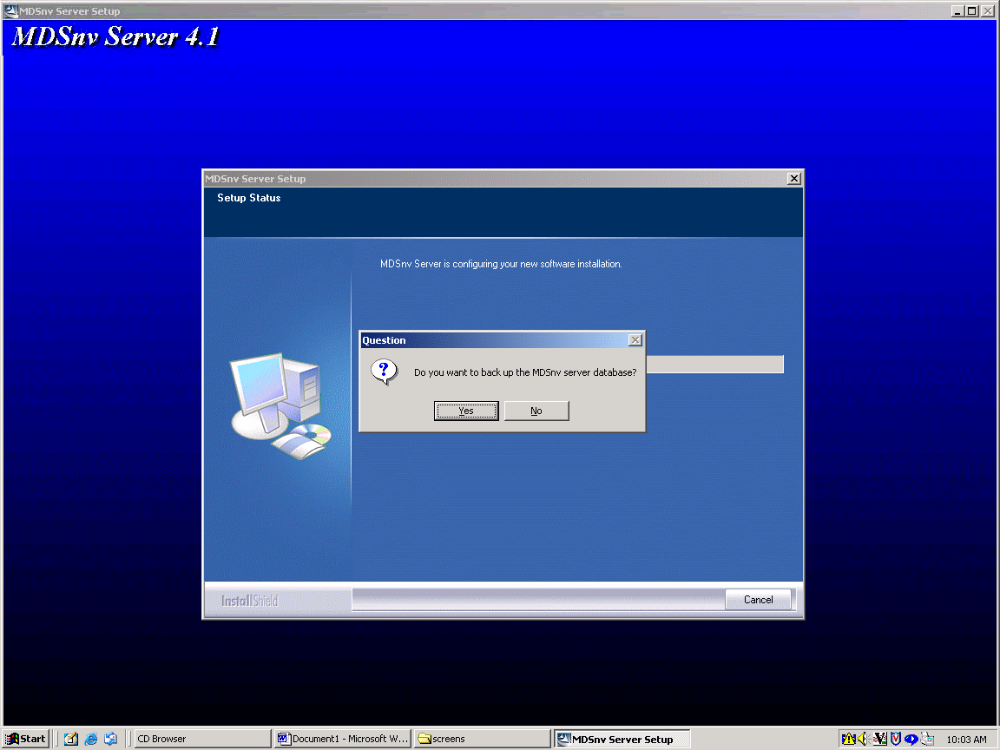 MDSnv Server Setup
MDSnv Server 4.1
MDSnv Server Setup
Setup Status
MDSnv Server is configuring your new software installation.
Question
?
Do you want to back up the MDSnv server database?
Yes No
InstallShield
Cancel
Start CD Browser Document1 - Microsoft W... screens MDSnv Server Setup 10:03 AM